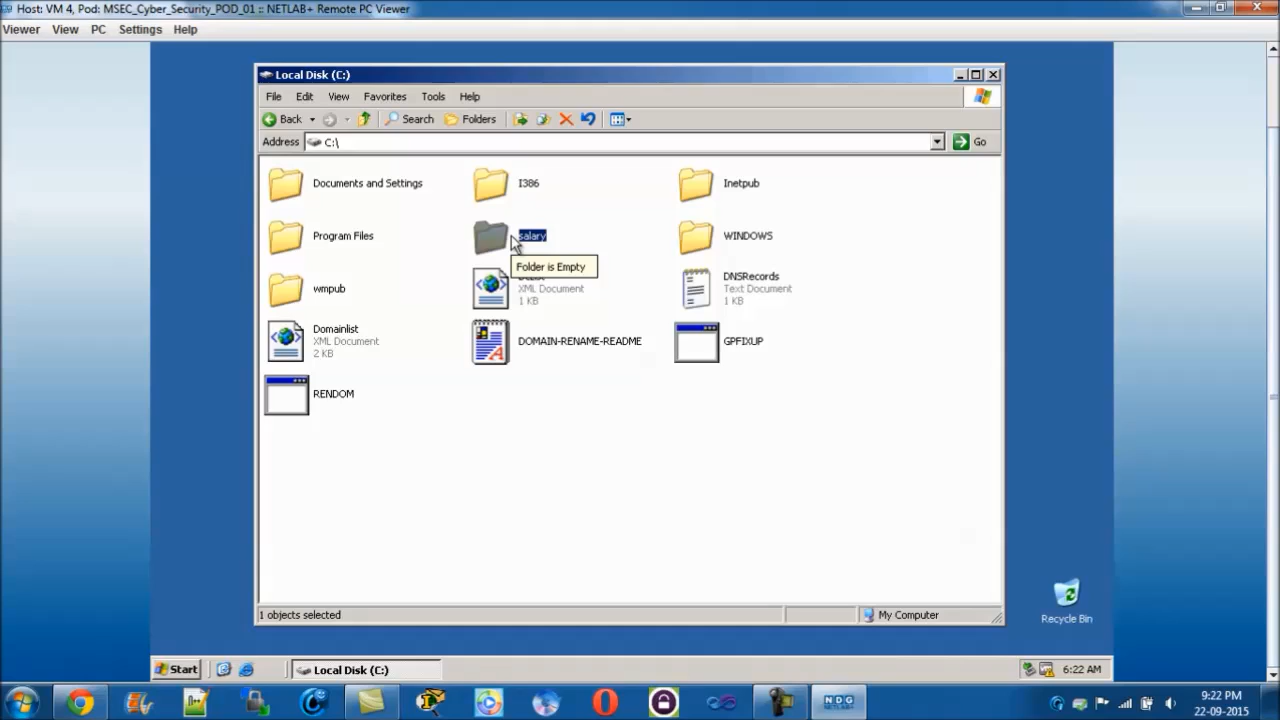 Host: VM 4, Pod: MSEC_Cyber_Security_POD_01 :: NETLAB+ Remote PC Viewer
Viewer View PC Settings Help
Local Disk (C:)
File Edit View Favorites Tools Help
Back Search Folders
Address C:\ Go
Documents and Settings
I386
Inetpub
Program Files
salary
WINDOWS
Folder is Empty
wmpub
XML Document
1 KB
DNSRecords
Text Document
1 KB
Domainlist
XML Document
2 KB
DOMAIN-RENAME-README
GPFIXUP
RENDOM
1 objects selected
My Computer
Recycle Bin
Start
Local Disk (C:)
6:22 AM
NDG
NETLAB+
9:22 PM
22-09-2015